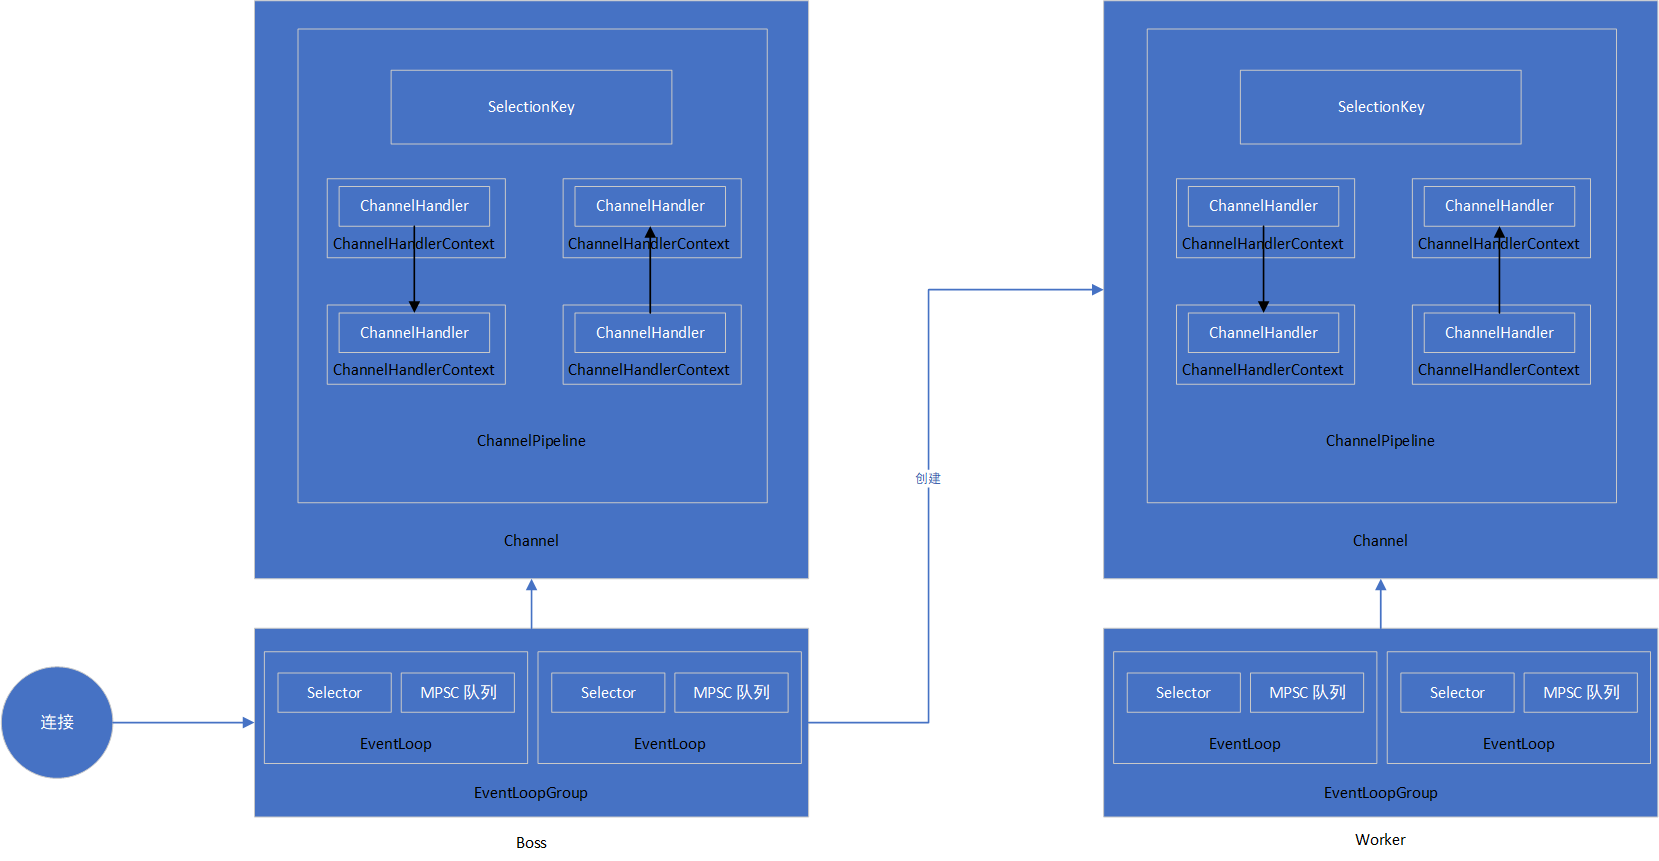 SelectionKey
ChannelHandler
ChannelHandler
ChannelHandlerContext
ChannelHandlerContext
ChannelHandler
ChannelHandler
ChannelHandlerContext
ChannelHandlerContext
ChannelPipeline
Channel
SelectionKey
ChannelHandler
ChannelHandler
ChannelHandlerContext
ChannelHandlerContext
ChannelHandler
ChannelHandler
ChannelHandlerContext
ChannelHandlerContext
ChannelPipeline
Channel
创建
连接
Selector
MPSC 队列
EventLoop
Selector
MPSC 队列
EventLoop
EventLoopGroup
Boss
Selector
MPSC 队列
EventLoop
Selector
MPSC 队列
EventLoop
EventLoopGroup
Worker